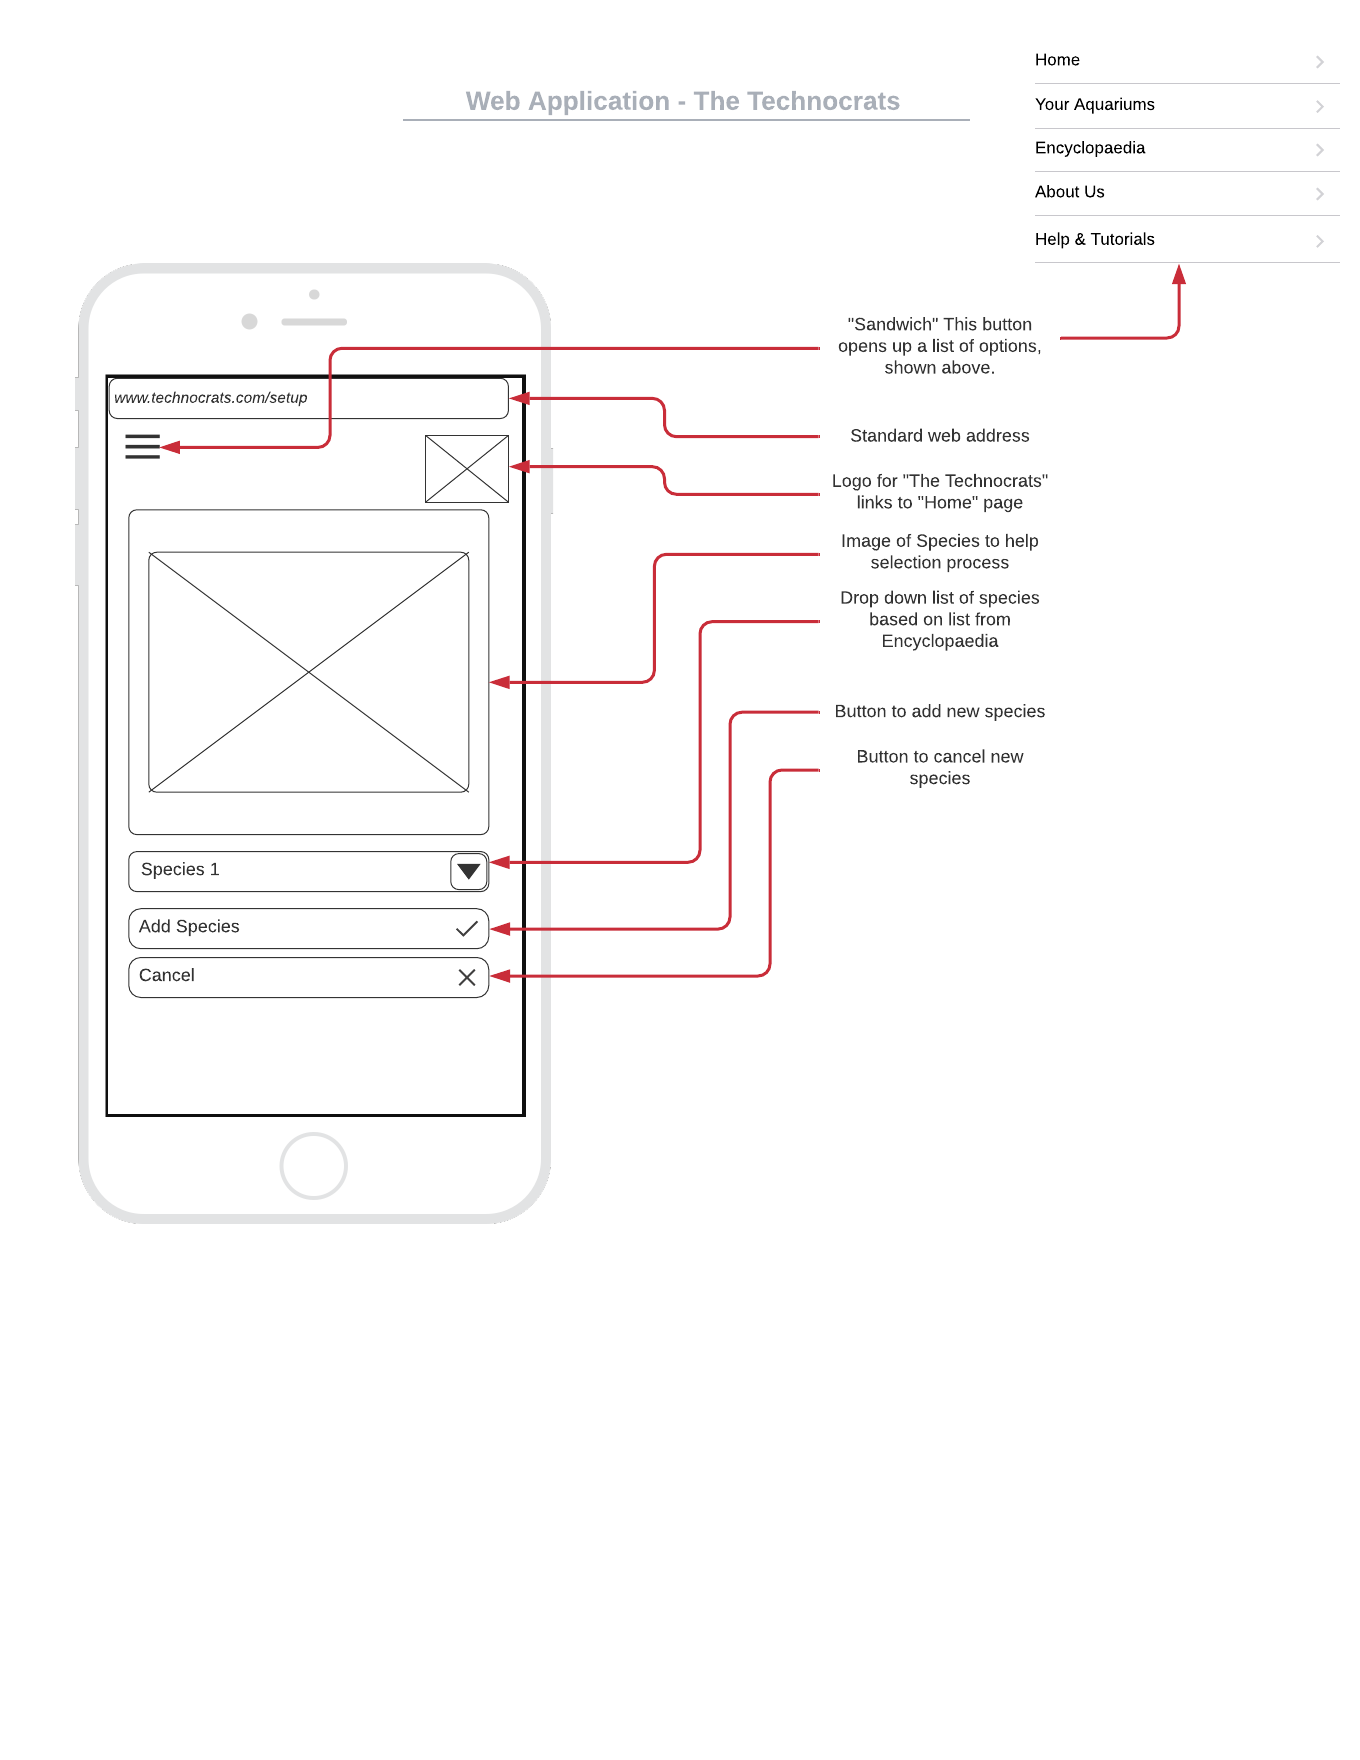 Web Application - The Technocrats
Home
Your Aquariums
Encyclopaedia
About Us
Help & Tutorials
"Sandwich" This button
opens up a list of options,
shown above.
www.technocrats.com/setup
Standard web address
Logo for "The Technocrats"
links to "Home" page
Image of Species to help
selection process
Drop down list of species
based on list from
Encyclopaedia
Button to add new species
Button to cancel new
species
Species 1
Add Species
Cancel